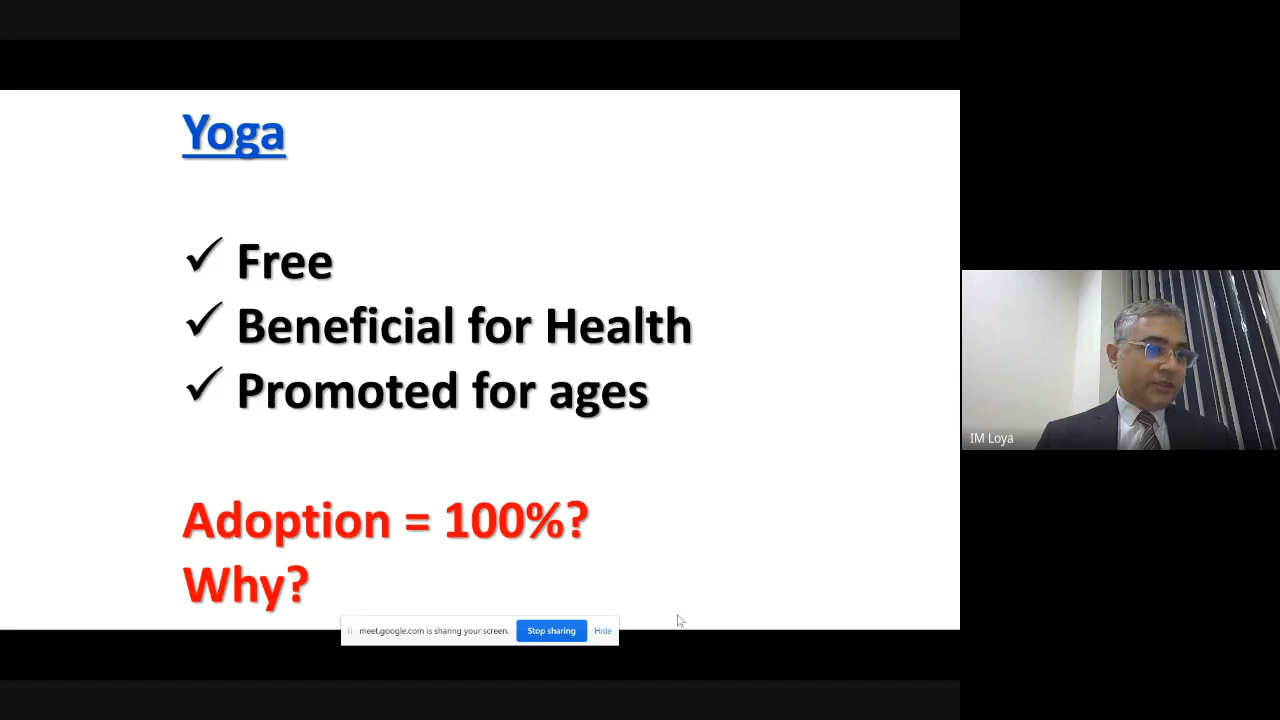 Yoga
✓ Free
✓ Beneficial for Health
✓ Promoted for ages
Adoption = 100%?
Why?
meet.google.com is sharing your screen. Stop sharing Hide
IM Loya